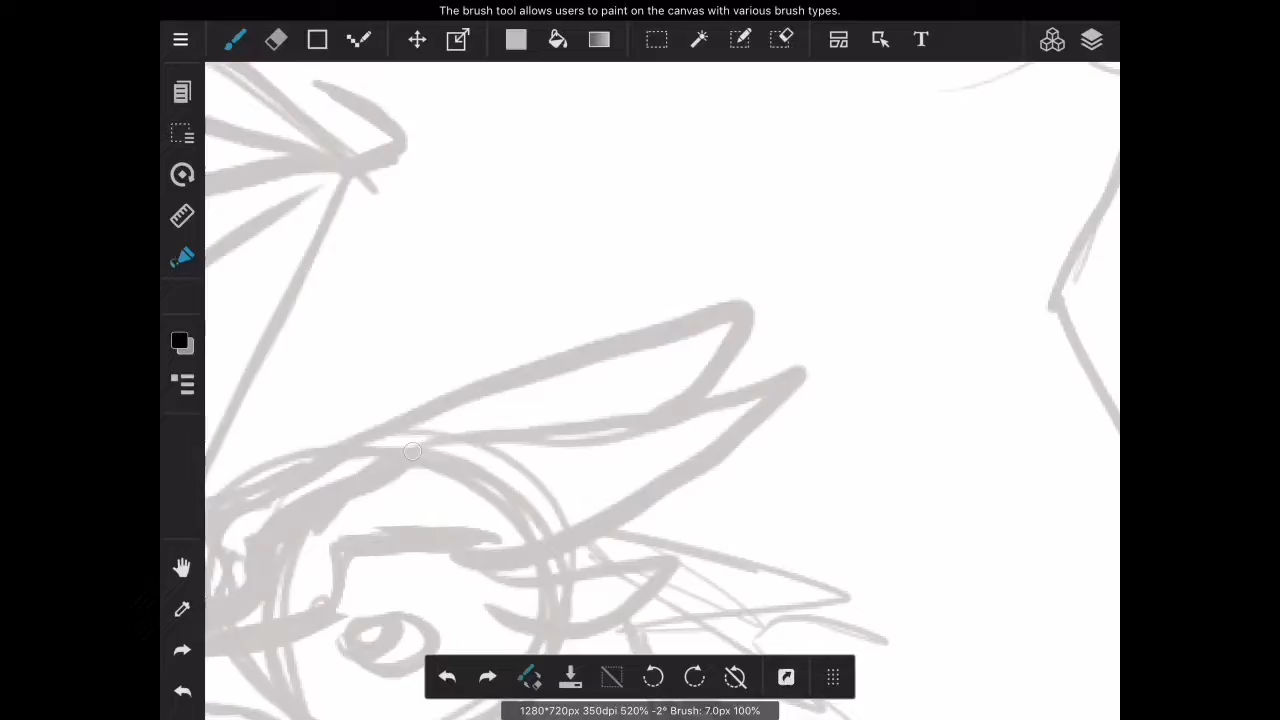 The brush tool allows users to paint on the canvas with various brush types.
T
1280*720px 350dpi 520% -2° Brush: 7.0px 100%